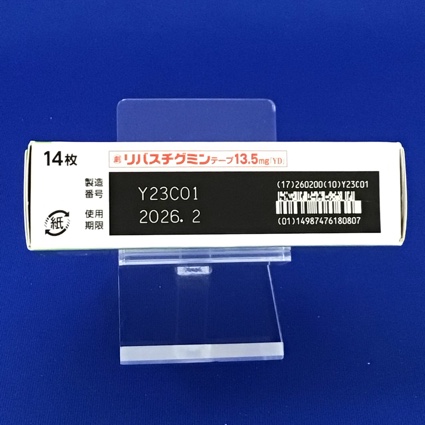 14枚
劇 リバスチグミンテープ13.5mg「YD」
製造番号 Y23C01
使用期限 2026. 2
(17)260200(10)Y23C01
(01)14987476180807
紙